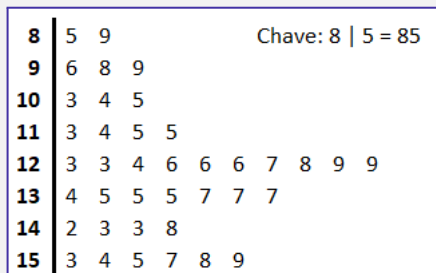 8 | 5 9 Chave: 8 | 5 = 85
9 | 6 8 9
10 | 3 4 5
11 | 3 4 5 5
12 | 3 3 4 6 6 6 7 8 9 9
13 | 4 5 5 5 7 7 7
14 | 2 3 3 8
15 | 3 4 5 7 8 9